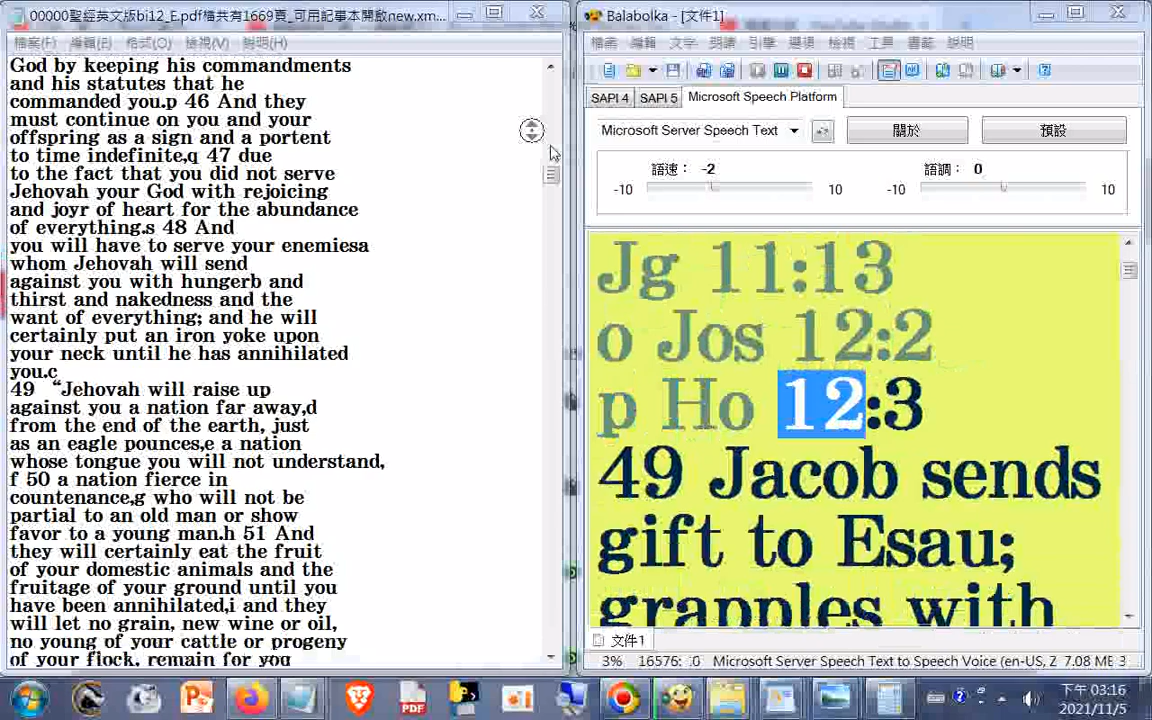 00000聖經英文版bi12_E.pdf檔共有1669頁_可用記事本開啟new.xm...
檔案(F) 編輯(E) 格式(O) 檢視(V) 說明(H)
God by keeping his commandments
and his statutes that he
commanded you.p 46 And they
must continue on you and your
offspring as a sign and a portent
to time indefinite,q 47 due
to the fact that you did not serve
Jehovah your God with rejoicing
and joyr of heart for the abundance
of everything.s 48 And
you will have to serve your enemiesa
whom Jehovah will send
against you with hungerb and
thirst and nakedness and the
want of everything; and he will
certainly put an iron yoke upon
your neck until he has annihilated
you.c
49 “Jehovah will raise up
against you a nation far away,d
from the end of the earth, just
as an eagle pounces,e a nation
whose tongue you will not understand,
f 50 a nation fierce in
countenance,g who will not be
partial to an old man or show
favor to a young man.h 51 And
they will certainly eat the fruit
of your domestic animals and the
fruitage of your ground until you
have been annihilated,i and they
will let no grain, new wine or oil,
no young of your cattle or progeny
of your flock, remain for you
Balabolka - [文件1]
檔案 編輯 文字 朗讀 引擎 選項 檢視 工具 書籤 說明
SAPI 4 SAPI 5 Microsoft Speech Platform
Microsoft Server Speech Text 關於 預設
語速： -2 語調： 0
-10 10 -10 10
Jg 11:13
o Jos 12:2
p Ho 12:3
49 Jacob sends
gift to Esau;
grapples with
文件1
3% 16576: Microsoft Server Speech Text to Speech Voice (en-US, Z 7.08 ME 3
PDF
下午 03:16
2021/11/5